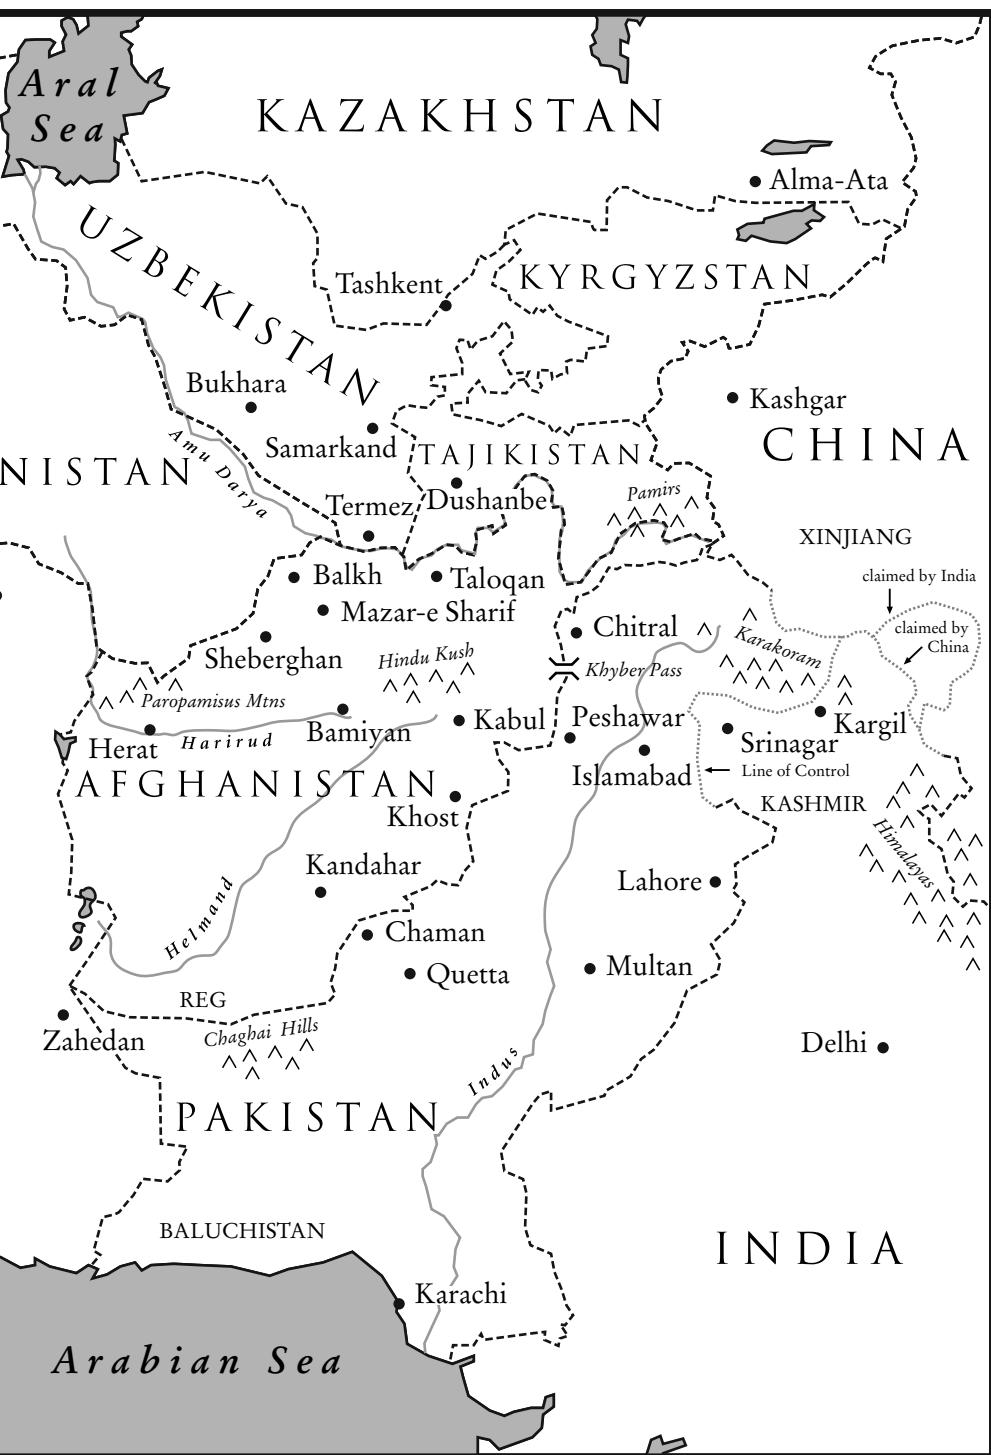 Aral
Sea
KAZAKHSTAN
Alma-Ata
UZBEKISTAN
Tashkent
KYRGYZSTAN
Bukhara
Kashgar
Samarkand
CHINA
TAJIKISTAN
NISTAN
Amu Darya
Termez
Dushanbe
Pamirs
XINJIANG
Balkh
Taloqan
claimed by India
Mazar-e Sharif
Chitral
claimed by
China
Karakoram
Sheberghan
Hindu Kush
Khyber Pass
Paropamisus Mtns
Bamiyan
Kabul
Peshawar
Kargil
Herat
Harirud
Srinagar
Islamabad
Line of Control
AFGHANISTAN
KASHMIR
Khost
Himalayas
Kandahar
Lahore
Helmand
Chaman
Quetta
Multan
REG
Zahedan
Chaghai Hills
Delhi
Indus
PAKISTAN
BALUCHISTAN
INDIA
Karachi
Arabian Sea